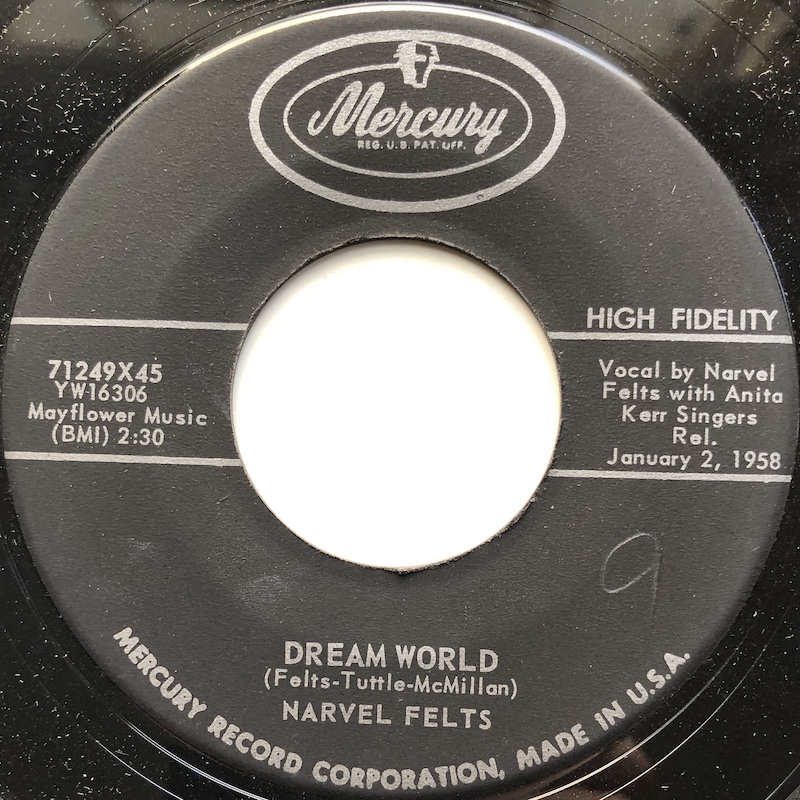 Mercury
REG. U.S. PAT. OFF.
HIGH FIDELITY
71249X45
YW16306
Mayflower Music
(BMI) 2:30
Vocal by Narvel
Felts with Anita
Kerr Singers
Rel.
January 2, 1958
9
DREAM WORLD
(Felts-Tuttle-McMillan)
NARVEL FELTS
MERCURY RECORD CORPORATION, MADE IN U.S.A.